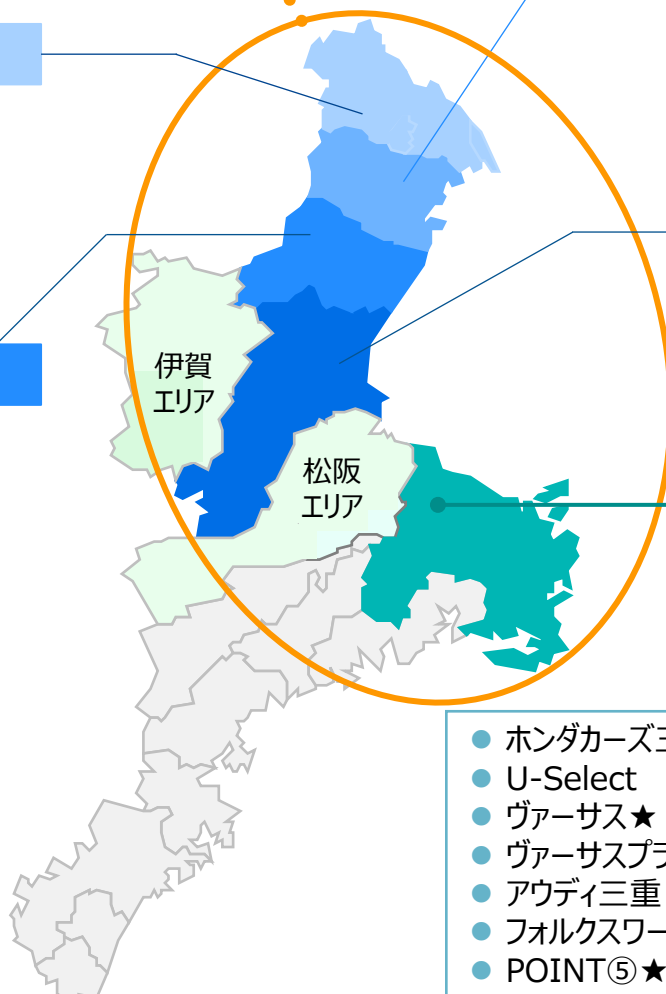 伊賀
エリア
松阪
エリア
ホンダカーズ
U-Select
ヴァーサス★
ヴァーサスプラ
アウディ三重
フォルクスワー
POINT⑤★